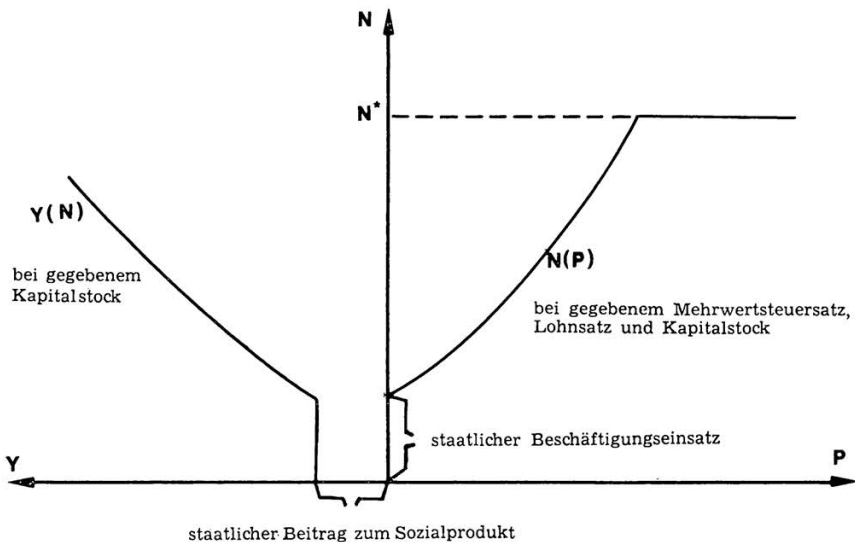 N
N*
Y(N)
N(P)
bei gegebenem
Kapitalstock
bei gegebenem Mehrwertsteuersatz,
Lohnsatz und Kapitalstock
staatlicher Beschäftigungseinsatz
Y
P
staatlicher Beitrag zum Sozialprodukt